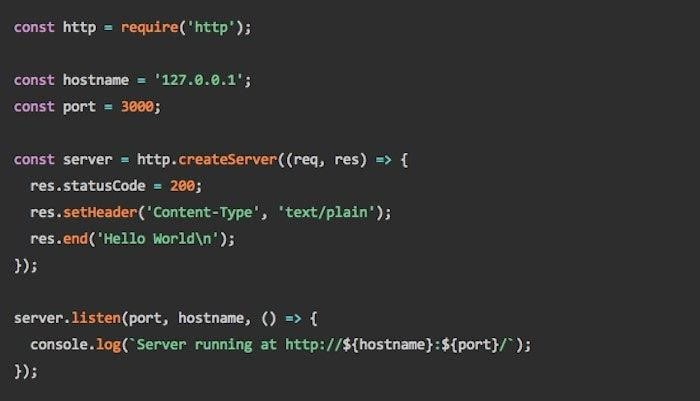 const http = require('http');
const hostname = '127.0.0.1';
const port = 3000;
const server = http.createServer((req, res) => {
  res.statusCode = 200;
  res.setHeader('Content-Type', 'text/plain');
  res.end('Hello World\n');
});
server.listen(port, hostname, () => {
  console.log(`Server running at http://${hostname}:${port}/`);
});